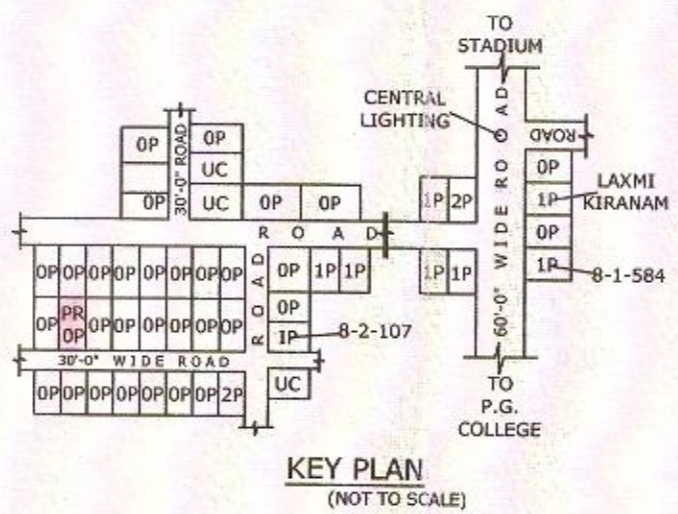 TO
STADIUM
CENTRAL
LIGHTING
ROAD
0P 0P
30'-0" ROAD
UC
0P
0P UC 0P 0P 1P 2P 1P LAXMI
KIRANAM
ROAD
60'-0" WIDE ROAD
0P
0P 0P 0P 0P 0P 0P 0P 0P 0P 1P 1P 1P 1P 1P 8-1-584
ROAD
0P PR 0P 0P 0P 0P 0P 0P 0P
0P
1P 8-2-107
30'-0" WIDE ROAD
0P 0P 0P 0P 0P 0P 0P 2P UC
TO
P.G.
COLLEGE
KEY PLAN
(NOT TO SCALE)